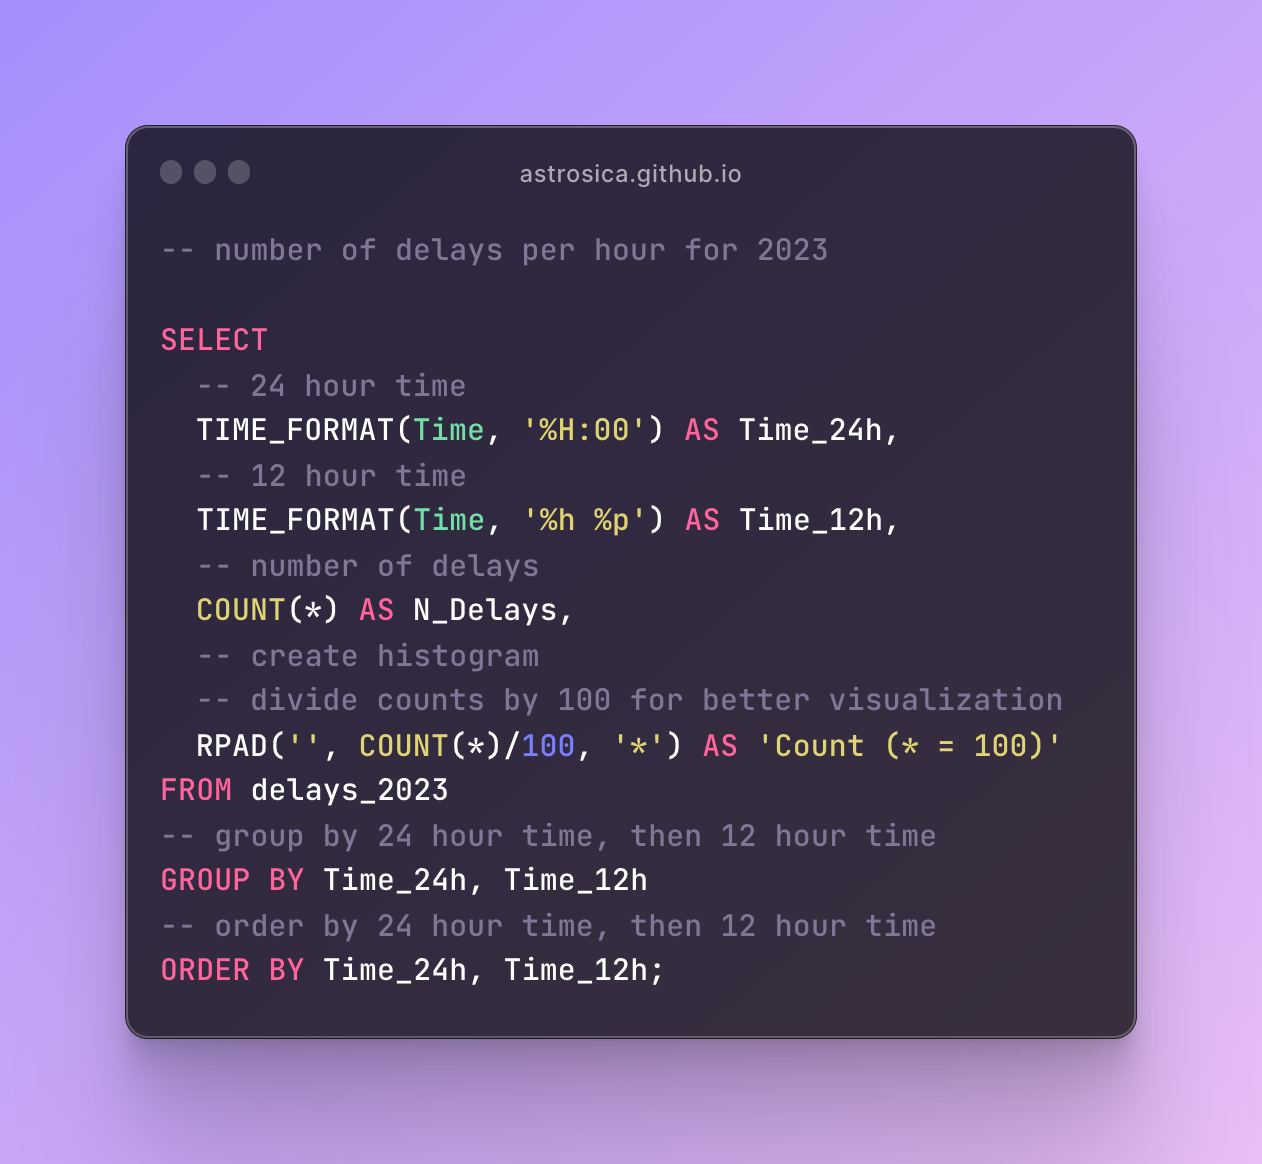 astrosica.github.io
-- number of delays per hour for 2023
SELECT
-- 24 hour time
TIME_FORMAT(Time, '%H:00') AS Time_24h,
-- 12 hour time
TIME_FORMAT(Time, '%h %p') AS Time_12h,
-- number of delays
COUNT(*) AS N_Delays,
-- create histogram
-- divide counts by 100 for better visualization
RPAD('', COUNT(*)/100, '*') AS 'Count (* = 100)'
FROM delays_2023
-- group by 24 hour time, then 12 hour time
GROUP BY Time_24h, Time_12h
-- order by 24 hour time, then 12 hour time
ORDER BY Time_24h, Time_12h;